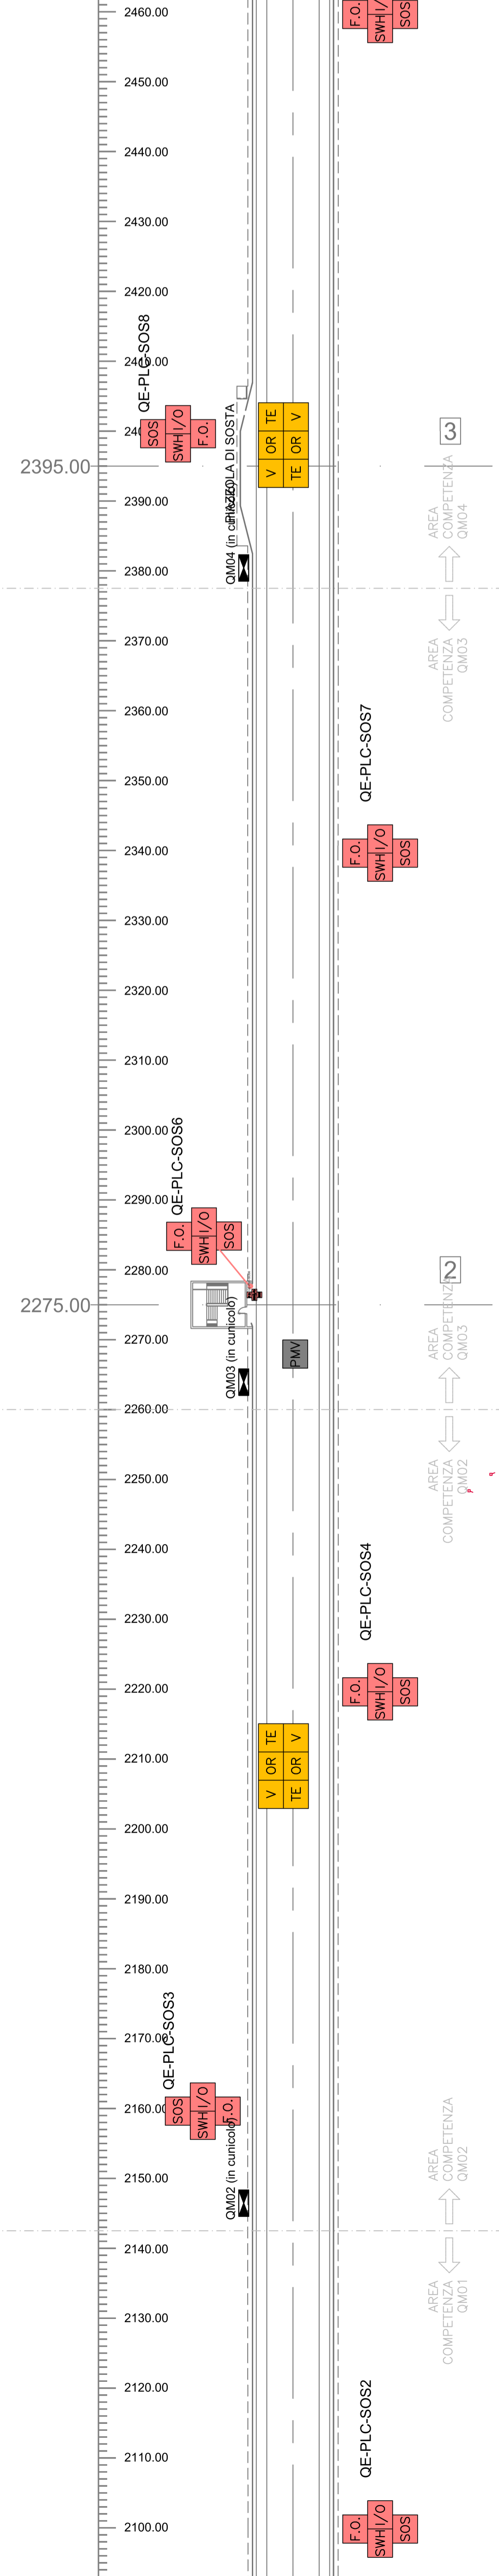 2460.00
F.O.
SWH I/O
SOS
2450.00
2440.00
2430.00
2420.00
QE-PLC-SOS8
2410.00
SOS
SWH I/O
F.O.
PIAZZOLA DI SOSTA
V OR TE
TE OR V
3
2395.00
AREA
COMPETENZA
QM04
2390.00
QM04 (in cunicolo)
2380.00
AREA
COMPETENZA
QM03
2370.00
2360.00
QE-PLC-SOS7
2350.00
F.O.
SWH I/O
SOS
2340.00
2330.00
2320.00
2310.00
2300.00
QE-PLC-SOS6
2290.00
F.O.
SWH I/O
SOS
2280.00
2
2275.00
AREA
COMPETENZA
QM03
2270.00
QM03 (in cunicolo)
PMV
2260.00
AREA
COMPETENZA
QM02
2250.00
2240.00
QE-PLC-SOS4
2230.00
2220.00
F.O.
SWH I/O
SOS
2210.00
V OR TE
TE OR V
2200.00
2190.00
2180.00
QE-PLC-SOS3
2170.00
2160.00
SOS
SWH I/O
F.O.
QM02 (in cunicolo)
AREA
COMPETENZA
QM02
2150.00
2140.00
AREA
COMPETENZA
QM01
2130.00
2120.00
QE-PLC-SOS2
2110.00
2100.00
F.O.
SWH I/O
SOS